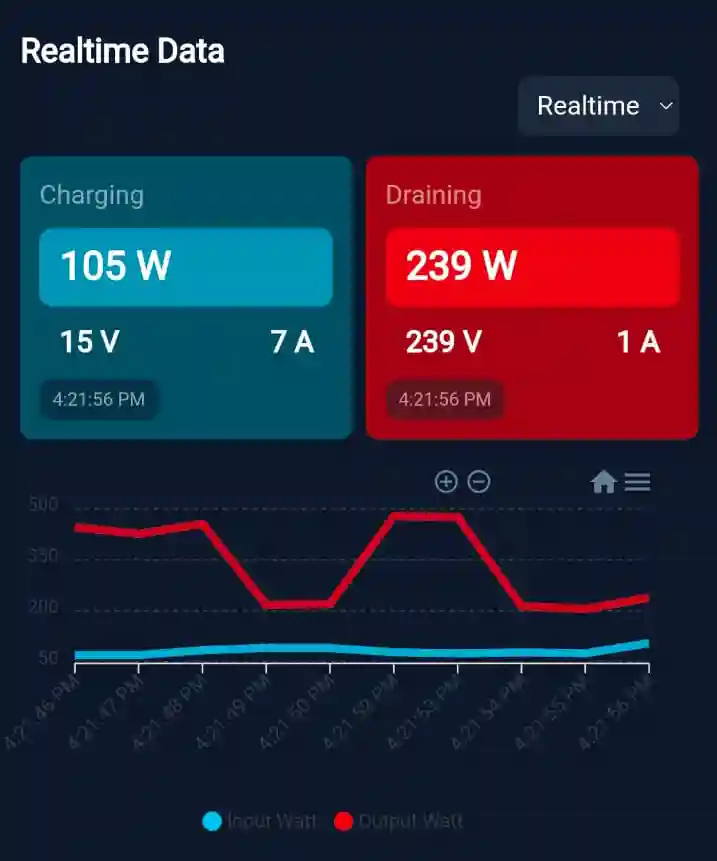 Realtime Data
Realtime
Charging
105 W
15 V 7 A
4:21:56 PM
Draining
239 W
239 V 1 A
4:21:56 PM
500
350
200
50
4:21:46 PM
4:21:47 PM
4:21:48 PM
4:21:49 PM
4:21:50 PM
4:21:52 PM
4:21:53 PM
4:21:54 PM
4:21:55 PM
4:21:56 PM
Input Watt
Output Watt